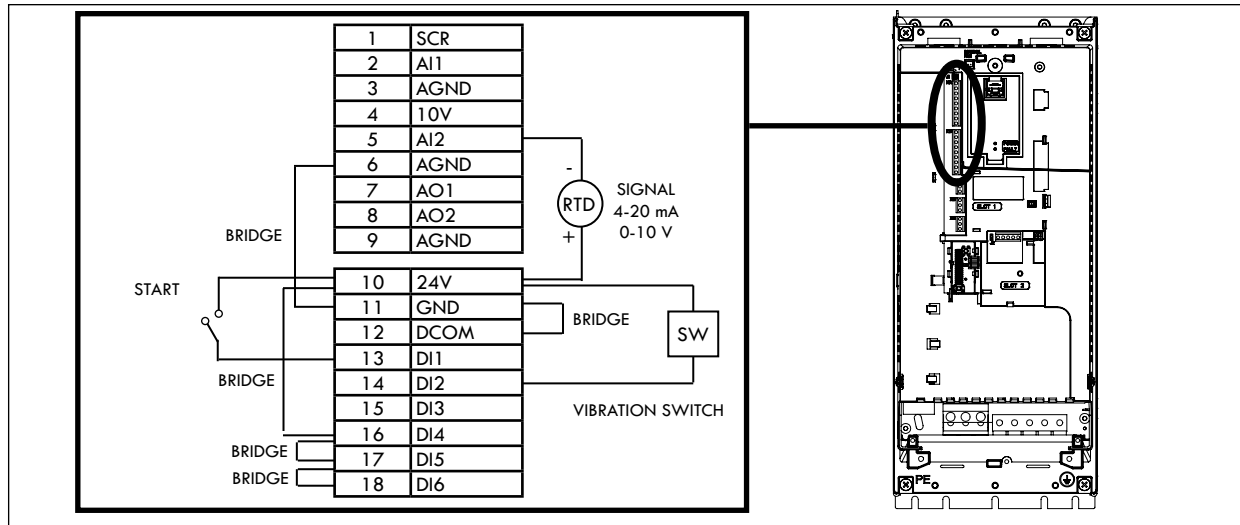 1 SCR
2 AI1
3 AGND
4 10V
5 AI2
6 AGND
7 AO1
8 AO2
9 AGND
10 24V
11 GND
12 DCOM
13 DI1
14 DI2
15 DI3
16 DI4
17 DI5
18 DI6
BRIDGE
START
BRIDGE
BRIDGE
BRIDGE
-
RTD
+
SIGNAL
4-20 mA
0-10 V
BRIDGE
SW
VIBRATION SWITCH
SLOT 1
SLOT 2
PE